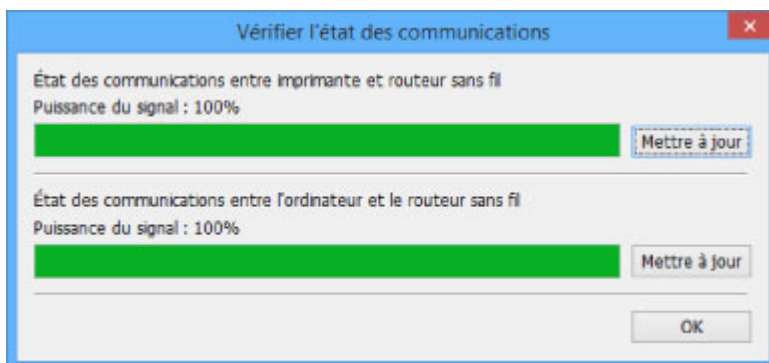 Vérifier l'état des communications
État des communications entre imprimante et routeur sans fil
Puissance du signal : 100%
Mettre à jour
État des communications entre l'ordinateur et le routeur sans fil
Puissance du signal : 100%
Mettre à jour
OK